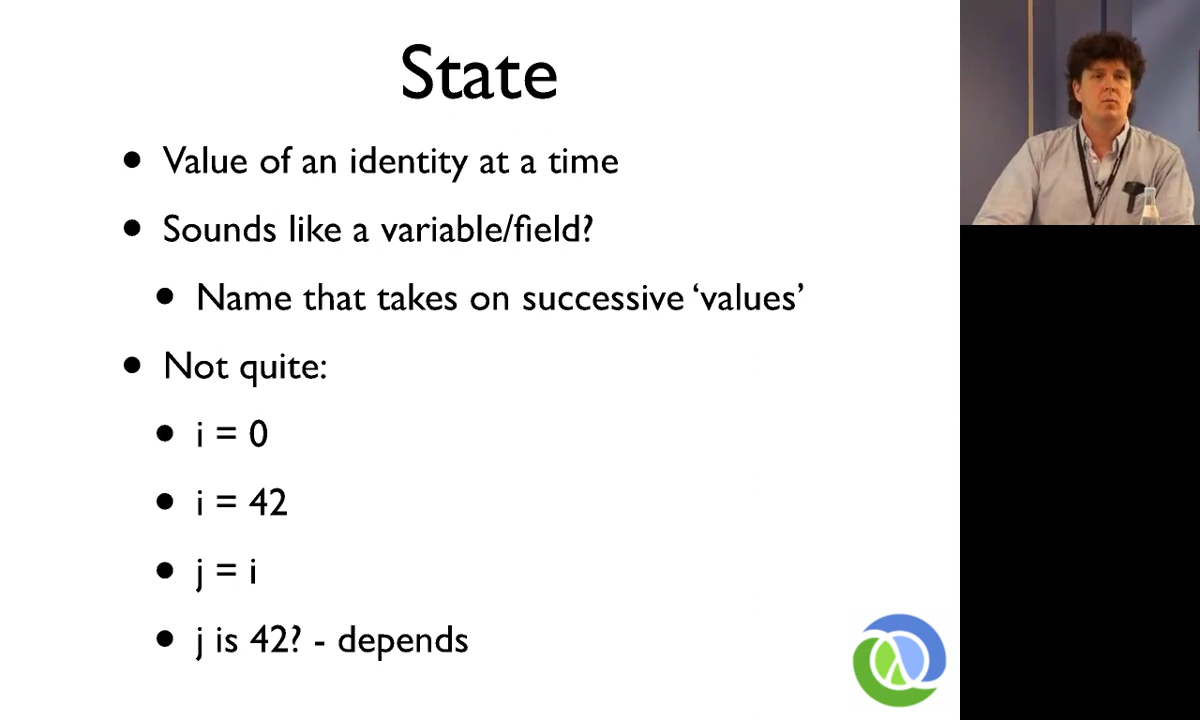 State
• Value of an identity at a time
• Sounds like a variable/field?
• Name that takes on successive ‘values’
• Not quite:
• i = 0
• i = 42
• j = i
• j is 42? - depends